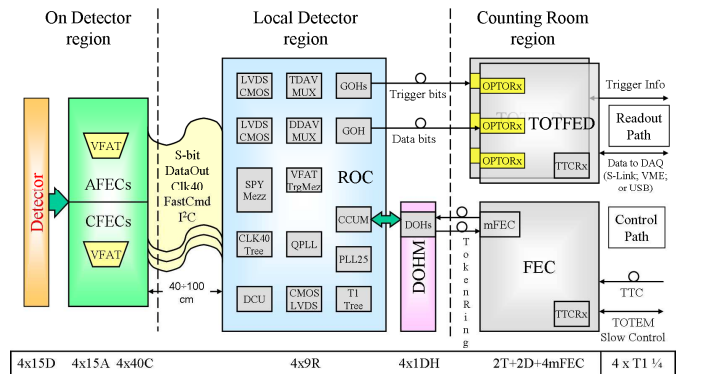 On Detector
region
Local Detector
region
Counting Room
region
Detector
VFAT
AFECs
CFECs
VFAT
S-bit
DataOut
Clk40
FastCmd
I²C
40÷100
cm
LVDS
CMOS
TDAV
MUX
GOHs
LVDS
CMOS
DDAV
MUX
GOH
SPY
Mezz
VFAT
TrgMez
ROC
CCUM
CLK40
Tree
QPLL
PLL25
DCU
CMOS
LVDS
T1
Tree
DOHs
DOHM
Trigger bits
Data bits
TokenRing
OPTORx
OPTORx
OPTORx
TOTFED
TTCRx
mFEC
FEC
TTCRx
Trigger Info
Readout
Path
Data to DAQ
(S-Link; VME;
or USB)
Control
Path
TTC
TOTEM
Slow Control
4x15D 4x15A 4x40C 4x9R 4x1DH 2T+2D+4mFEC 4 x T1 ¼